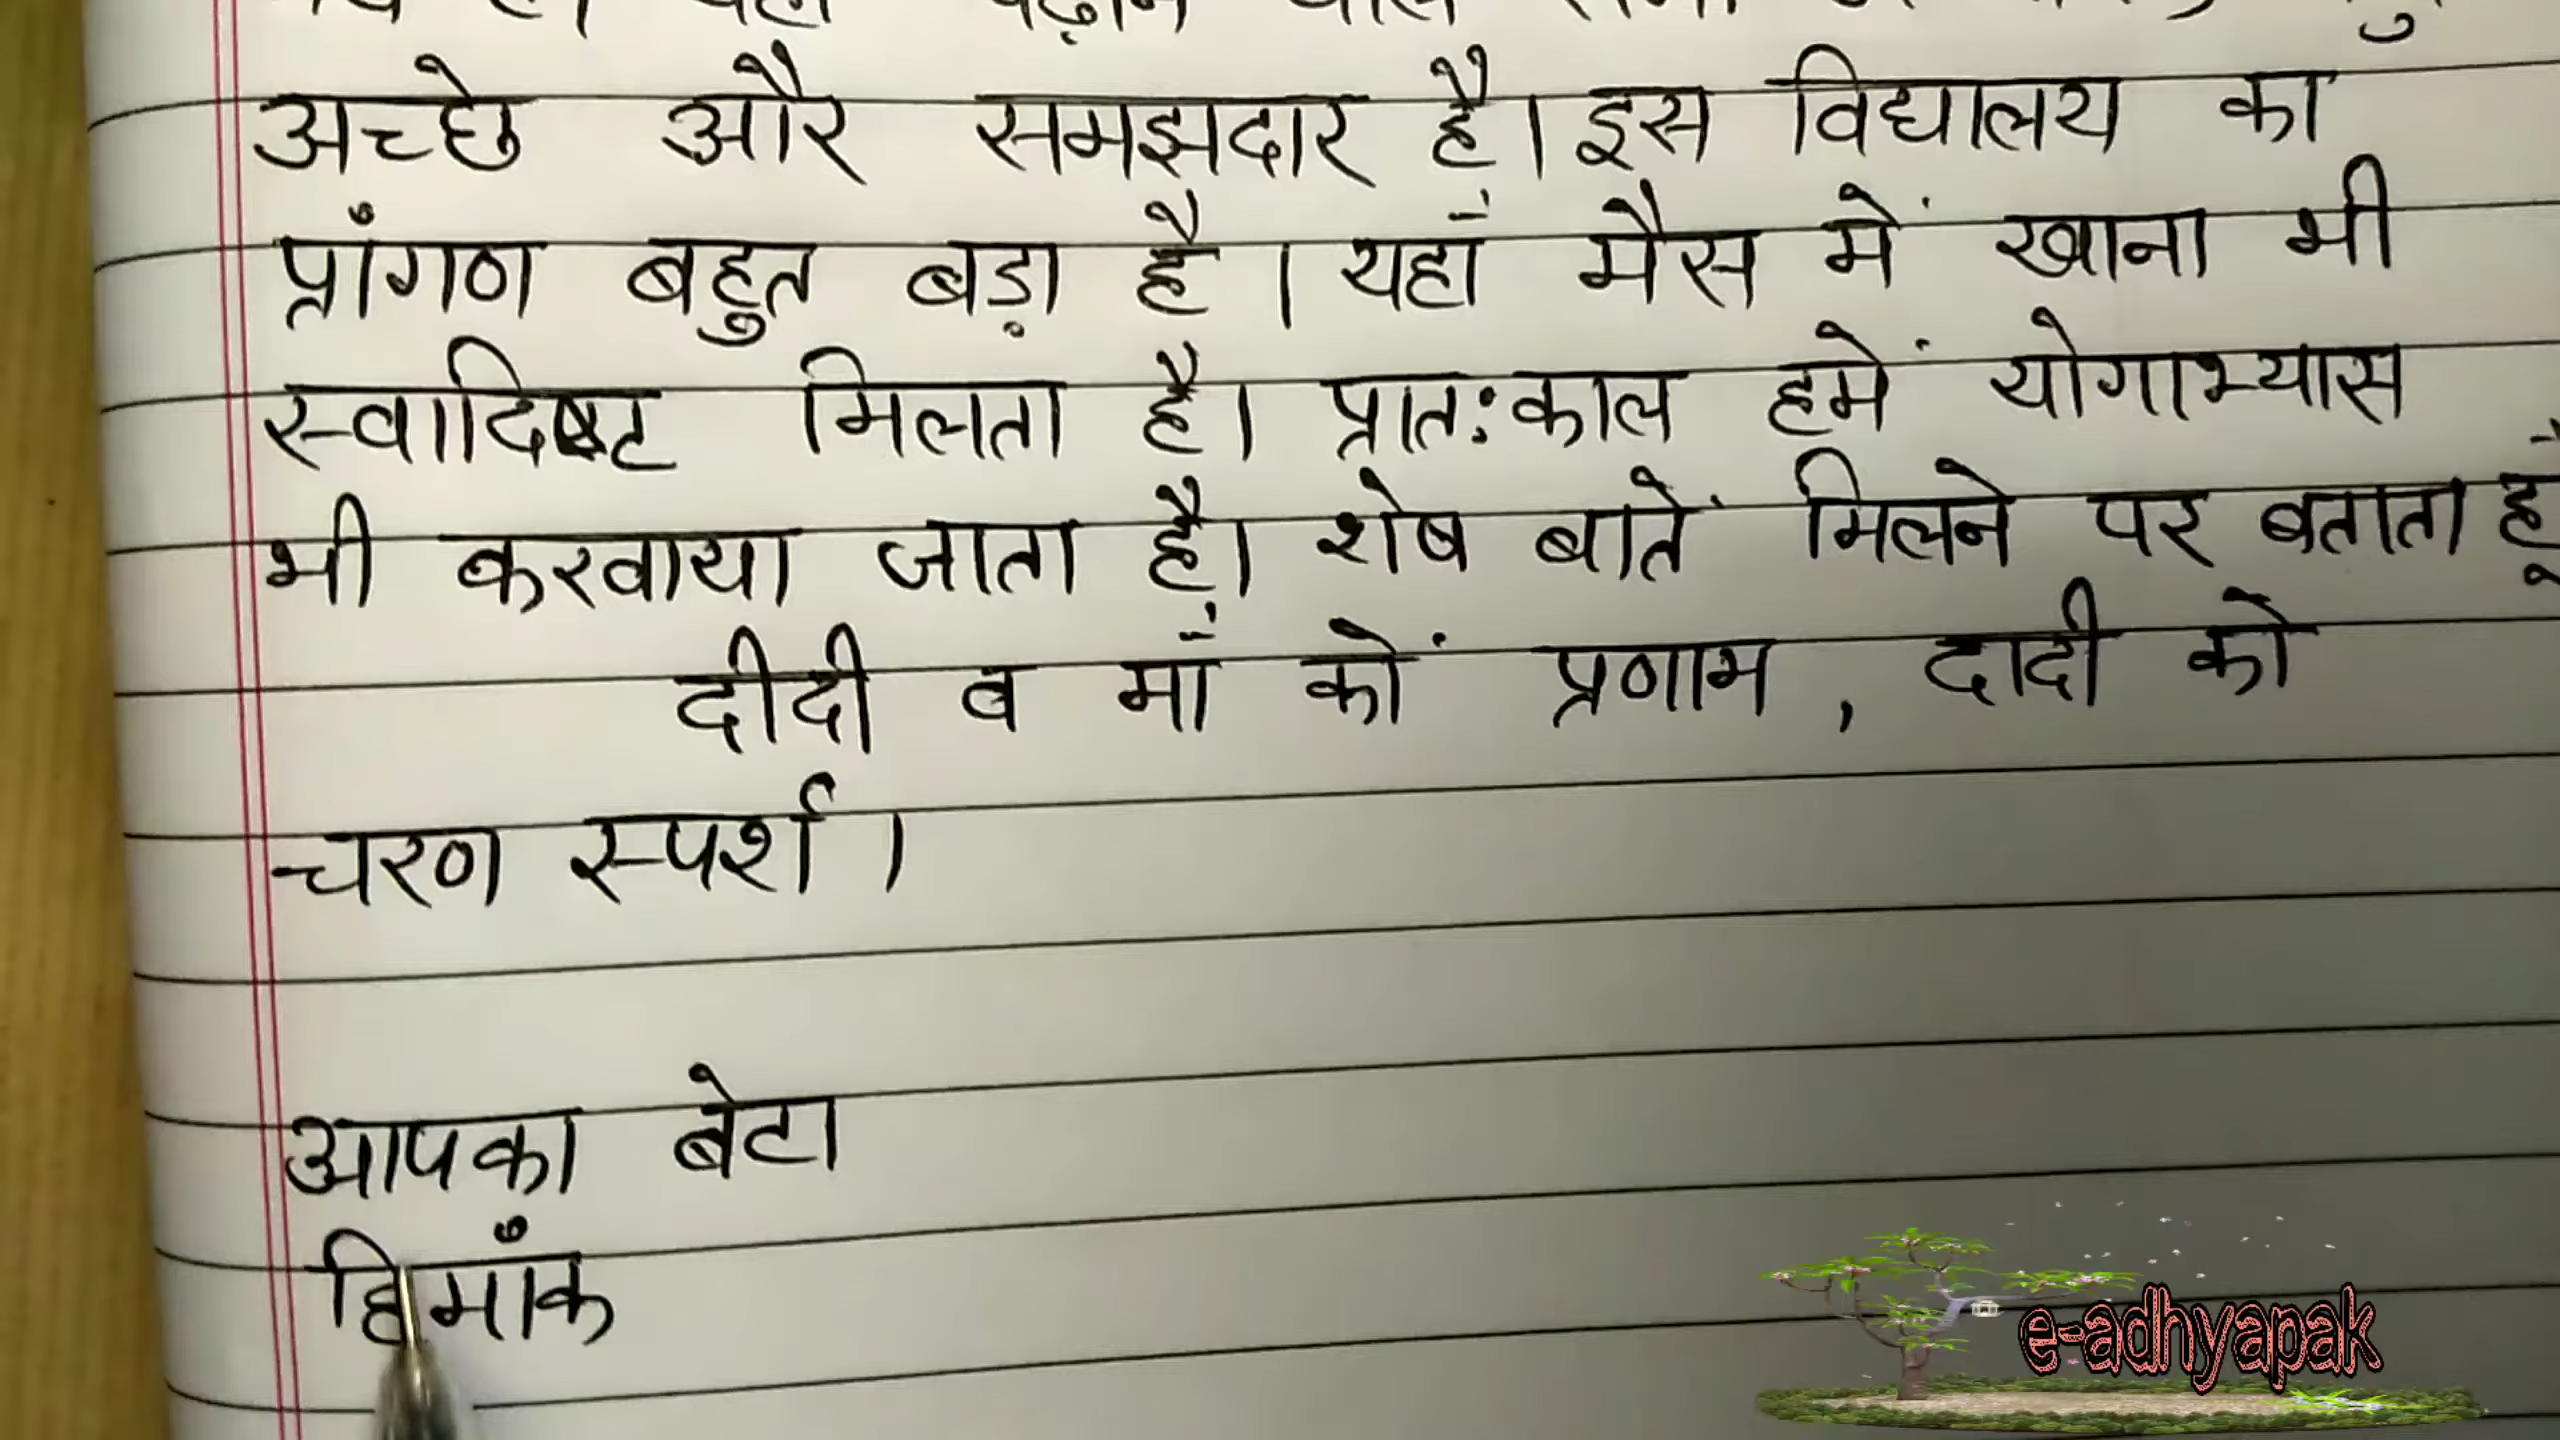 अच्छे और समझदार है। इस विद्यालय का
प्रांगण बहुत बड़ा है। यहाँ मैस में खाना भी
स्वादिष्ट मिलता है। प्रात:काल हमें योगाभ्यास
भी करवाया जाता है। शेष बातें मिलने पर बताता हूँ
दीदी व माँ कों प्रणाम, दादी को
चरण स्पर्श।
आपका बेटा
हिमाँक
e-adhyapak